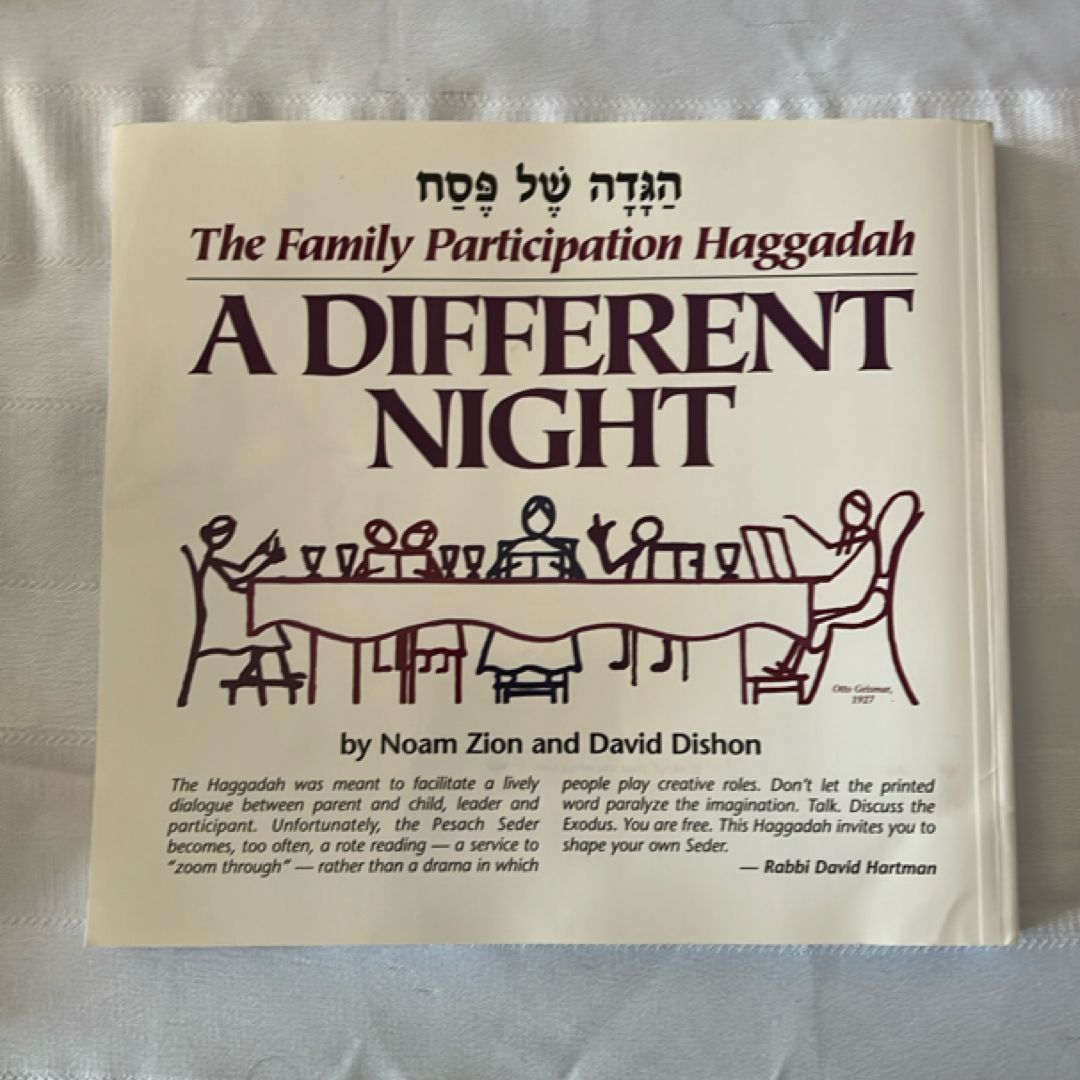 הַגָּדָה שֶׁל פֶּסַח
The Family Participation Haggadah
A DIFFERENT
NIGHT
Otto Geismar,
1927
by Noam Zion and David Dishon
The Haggadah was meant to facilitate a lively
dialogue between parent and child, leader and
participant. Unfortunately, the Pesach Seder
becomes, too often, a rote reading — a service to
“zoom through” — rather than a drama in which
people play creative roles. Don't let the printed
word paralyze the imagination. Talk. Discuss the
Exodus. You are free. This Haggadah invites you to
shape your own Seder.
— Rabbi David Hartman